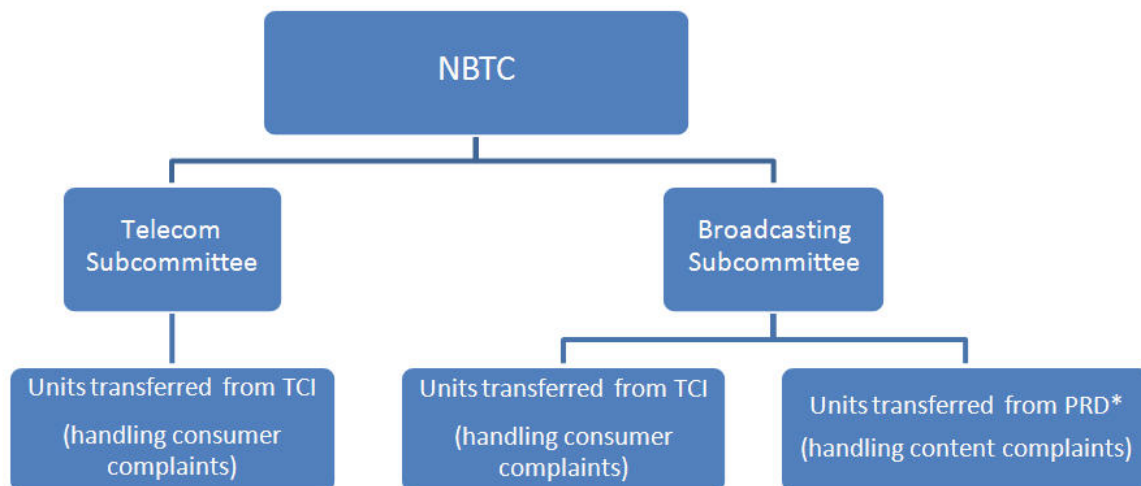 NBTC
Telecom
Subcommittee
Broadcasting
Subcommittee
Units transferred from TCI
(handling consumer
complaints)
Units transferred from TCI
(handling consumer
complaints)
Units transferred from PRD*
(handling content complaints)